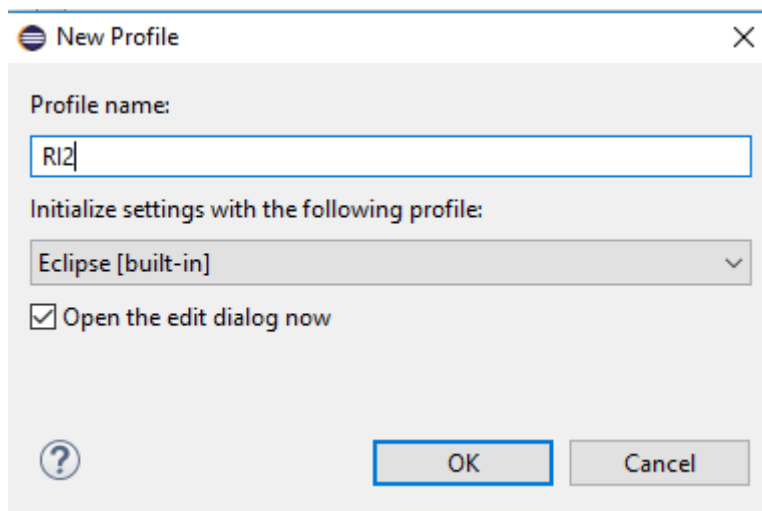 New Profile
Profile name:
RI2
Initialize settings with the following profile:
Eclipse [built-in]
Open the edit dialog now
OK
Cancel